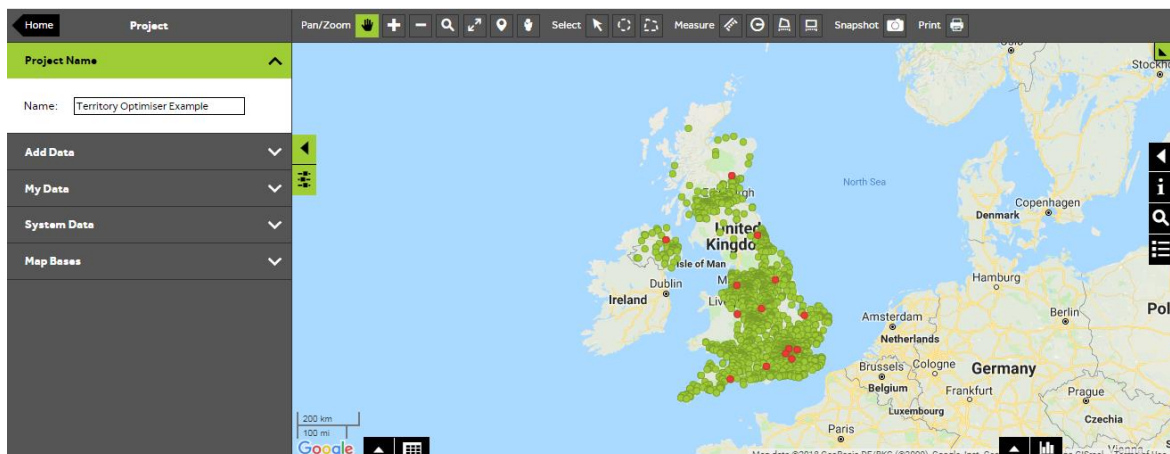 Home Project Pan/Zoom Select Measure Snapshot Print
Project Name
Name: Territory Optimiser Example
Add Data
My Data
System Data
Map Bases
North Sea
United
Kingdo
Isle of Man
Dublin
Ireland
Copenhagen
Denmark
Hamburg
Berlin
Amsterdam
Netherlands
Brussels Cologne
Germany
Belgium
Frankfurt
Prague
Luxembourg
Czechia
Paris
200 km
100 mi
Google